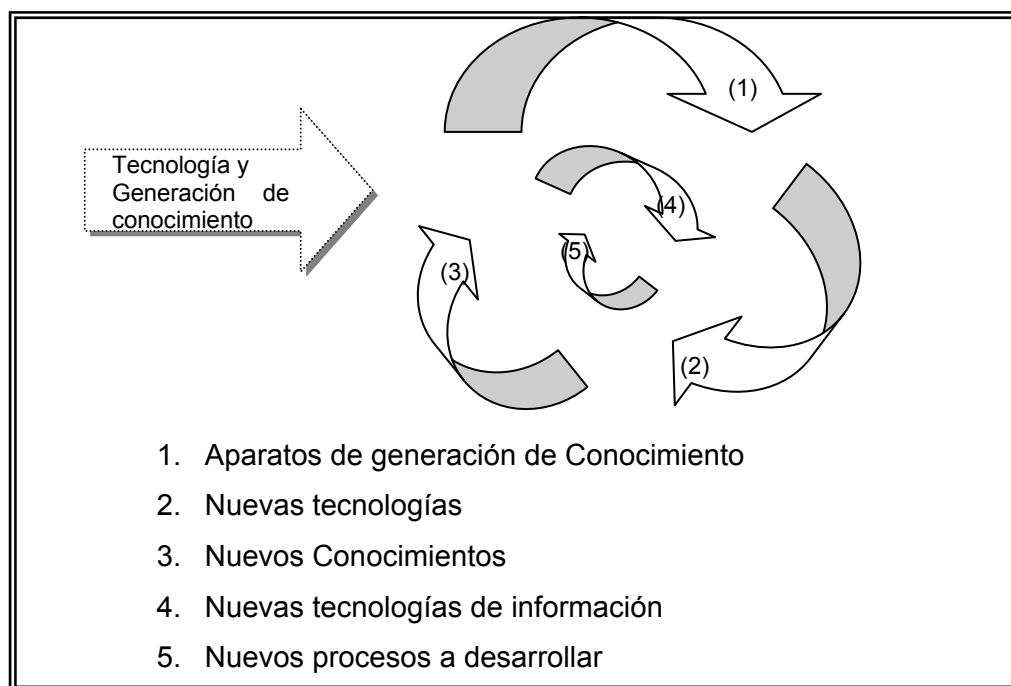 (1)
Tecnología y
Generación de
conocimiento
(4)
(5)
(3)
(2)
1. Aparatos de generación de Conocimiento
2. Nuevas tecnologías
3. Nuevos Conocimientos
4. Nuevas tecnologías de información
5. Nuevos procesos a desarrollar